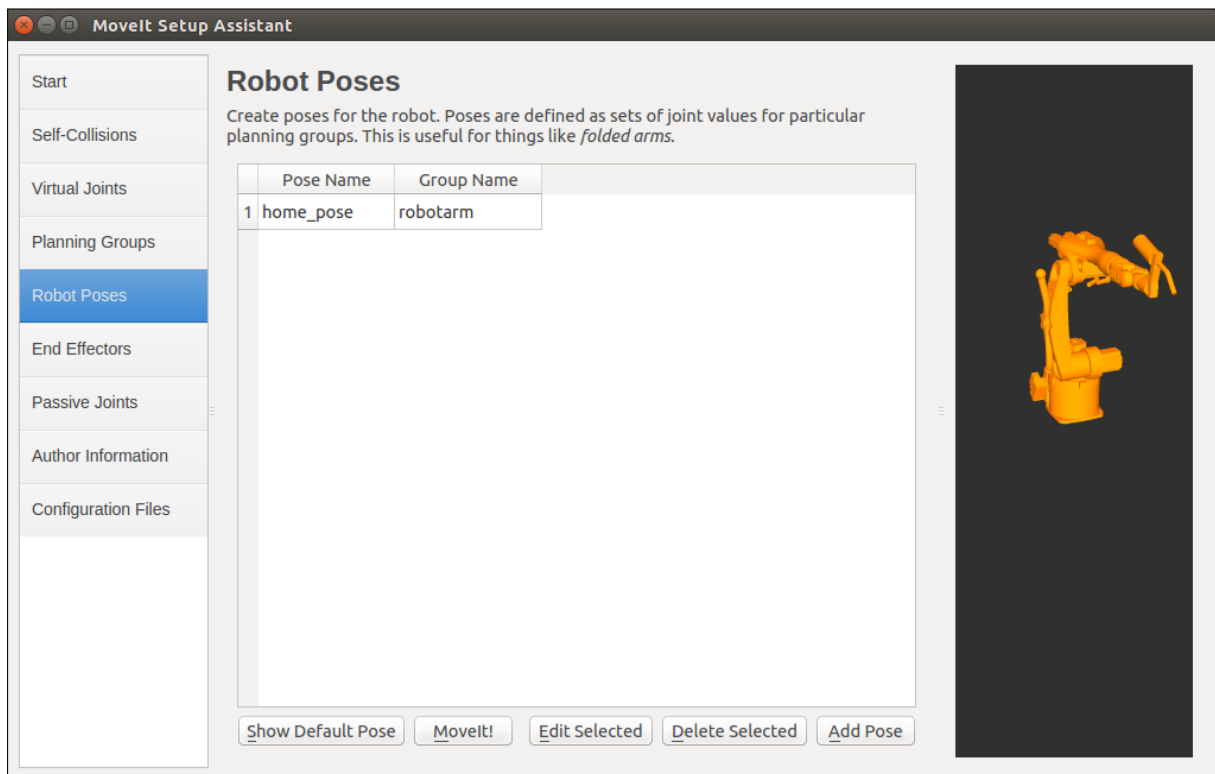 MoveIt Setup Assistant
Start
Self-Collisions
Virtual Joints
Planning Groups
Robot Poses
End Effectors
Passive Joints
Author Information
Configuration Files
Robot Poses
Create poses for the robot. Poses are defined as sets of joint values for particular
planning groups. This is useful for things like folded arms.
Pose Name Group Name
1 home_pose robotarm
Show Default Pose MoveIt! Edit Selected Delete Selected Add Pose